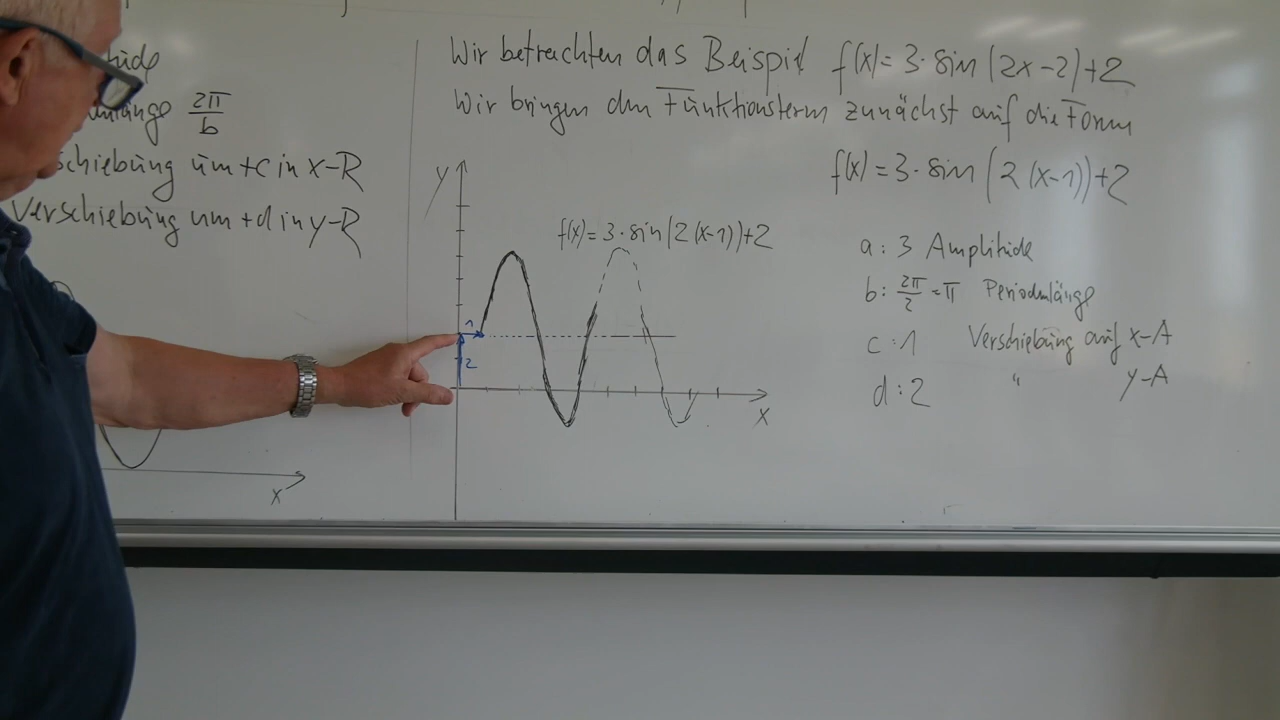 2π/b
Verschiebung um +c in x-R
Verschiebung um +d in y-R
x
Wir betrachten das Beispiel f(x)=3·sin(2x-2)+2
Wir bringen den Funktionsterm zunächst auf die Form
f(x)=3·sin(2(x-1))+2
y
f(x)=3·sin(2(x-1))+2
1
2
x
a: 3 Amplitude
b: 2π/2=π Periodenlänge
c: 1 Verschiebung auf x-A
d: 2 " y-A